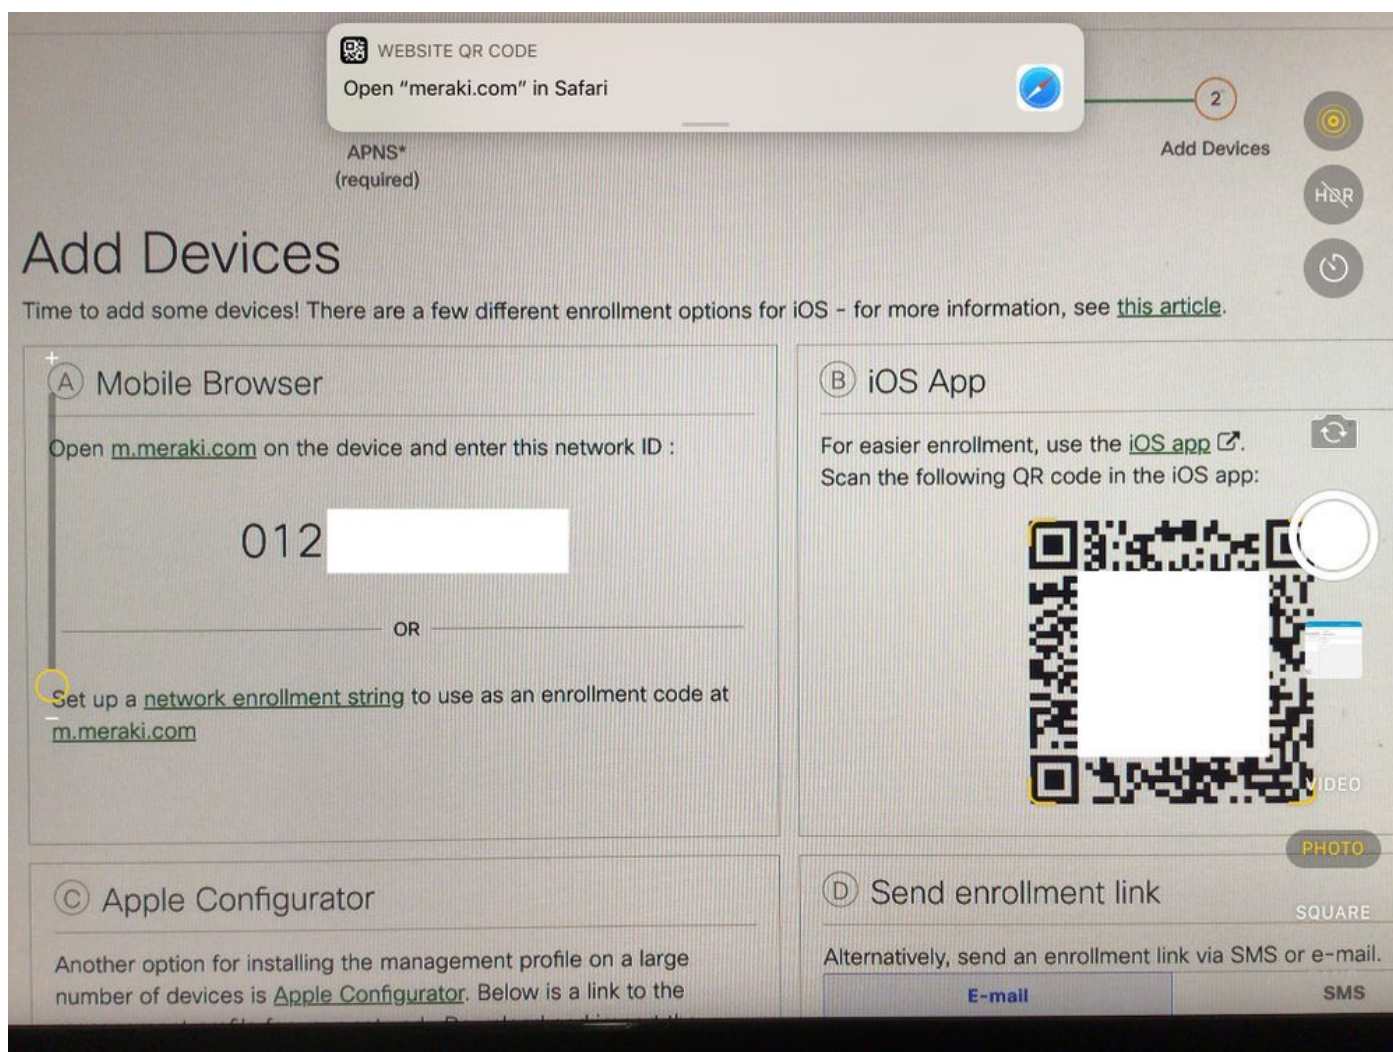 WEBSITE QR CODE
Open “meraki.com” in Safari
2
APNS*
(required)
Add Devices
HDR
Add Devices
Time to add some devices! There are a few different enrollment options for iOS – for more information, see this article.
A Mobile Browser
Open m.meraki.com on the device and enter this network ID :
012
OR
Set up a network enrollment string to use as an enrollment code at
m.meraki.com
B iOS App
For easier enrollment, use the iOS app.
Scan the following QR code in the iOS app:
VIDEO
PHOTO
SQUARE
C Apple Configurator
Another option for installing the management profile on a large
number of devices is Apple Configurator. Below is a link to the
D Send enrollment link
Alternatively, send an enrollment link via SMS or e-mail.
E-mail
SMS